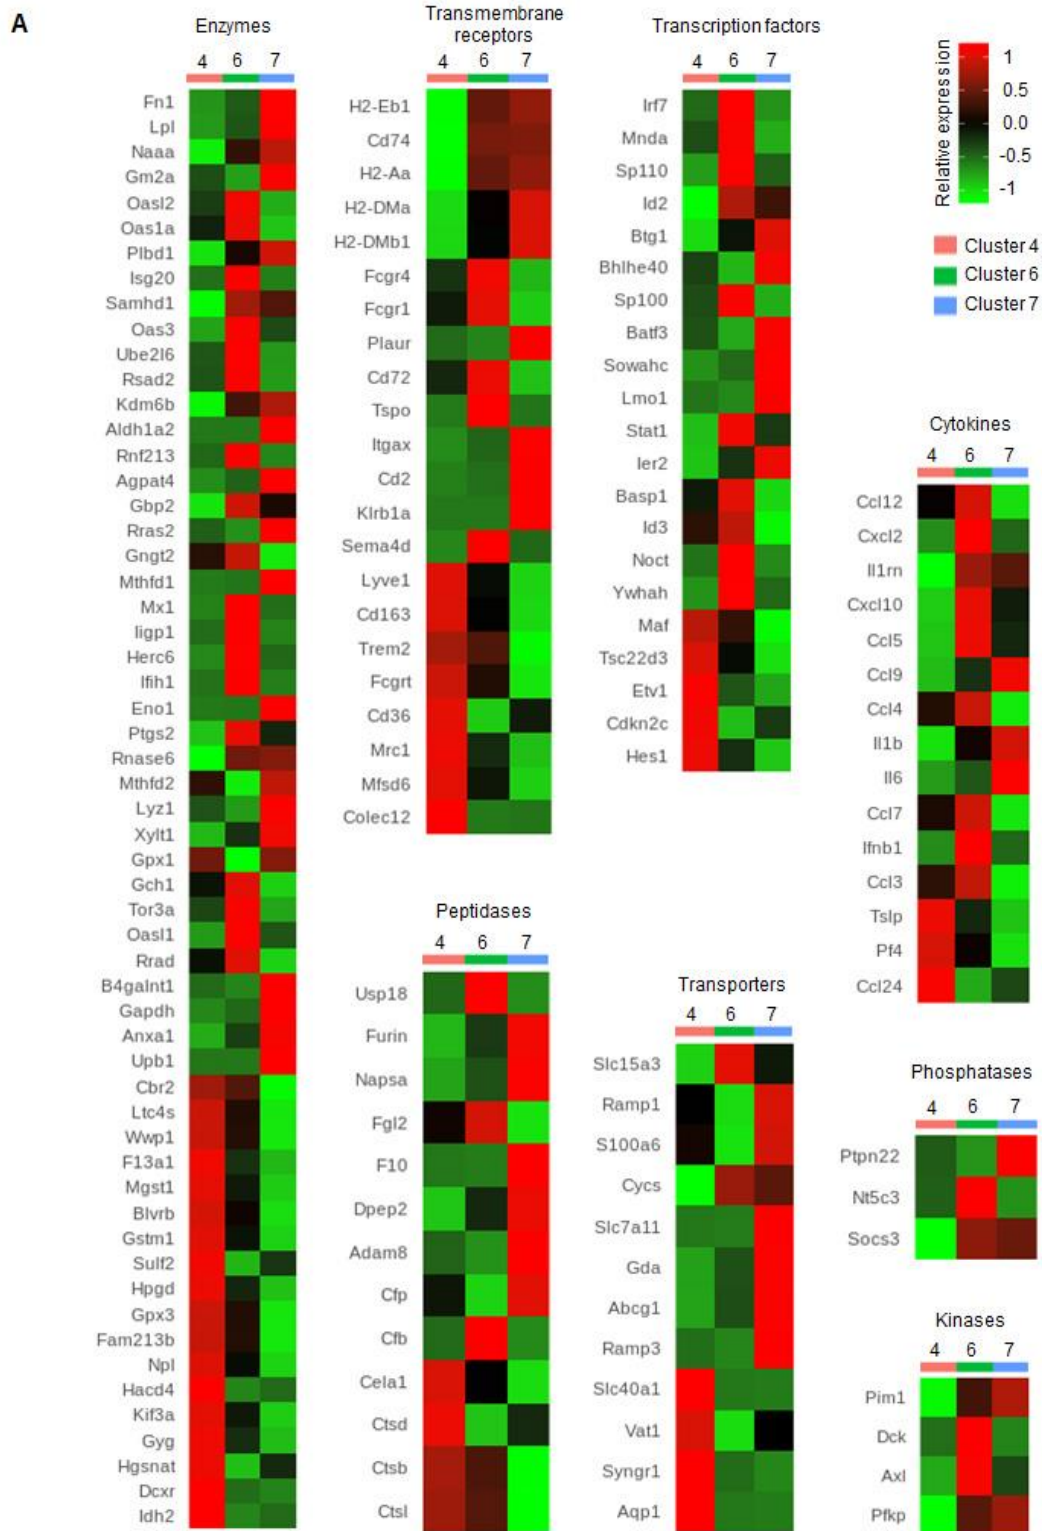 A
Enzymes
4 6 7
Fn1
Lpl
Naaa
Gm2a
Oasl2
Oas1a
Plbd1
Isg20
Samhd1
Oas3
Ube2l6
Rsad2
Kdm6b
Aldh1a2
Rnf213
Agpat4
Gbp2
Rras2
Gngt2
Mthfd1
Mx1
Iigp1
Herc6
Ifih1
Eno1
Ptgs2
Rnase6
Mthfd2
Lyz1
Xylt1
Gpx1
Gch1
Tor3a
Oasl1
Rrad
B4galnt1
Gapdh
Anxa1
Upb1
Cbr2
Ltc4s
Wwp1
F13a1
Mgst1
Blvrb
Gstm1
Sulf2
Hpgd
Gpx3
Fam213b
Npl
Hacd4
Kif3a
Gyg
Hgsnat
Dcxr
Idh2
Transmembrane
receptors
4 6 7
H2-Eb1
Cd74
H2-Aa
H2-DMa
H2-DMb1
Fcgr4
Fcgr1
Plaur
Cd72
Tspo
Itgax
Cd2
Klrb1a
Sema4d
Lyve1
Cd163
Trem2
Fcgrt
Cd36
Mrc1
Mfsd6
Colec12
Peptidases
4 6 7
Usp18
Furin
Napsa
Fgl2
F10
Dpep2
Adam8
Cfp
Cfb
Cela1
Ctsd
Ctsb
Ctsl
Transcription factors
4 6 7
Irf7
Mnda
Sp110
Id2
Btg1
Bhlhe40
Sp100
Batf3
Sowahc
Lmo1
Stat1
Ier2
Basp1
Id3
Noct
Ywhah
Maf
Tsc22d3
Etv1
Cdkn2c
Hes1
Transporters
4 6 7
Slc15a3
Ramp1
S100a6
Cycs
Slc7a11
Gda
Abcg1
Ramp3
Slc40a1
Vat1
Syngr1
Aqp1
Relative expression
1
0.5
0.0
-0.5
-1
Cluster 4
Cluster 6
Cluster 7
Cytokines
4 6 7
Ccl12
Cxcl2
Il1rn
Cxcl10
Ccl5
Ccl9
Ccl4
Il1b
Il6
Ccl7
Ifnb1
Ccl3
Tslp
Pf4
Ccl24
Phosphatases
4 6 7
Ptpn22
Nt5c3
Socs3
Kinases
4 6 7
Pim1
Dck
Axl
Pfkp